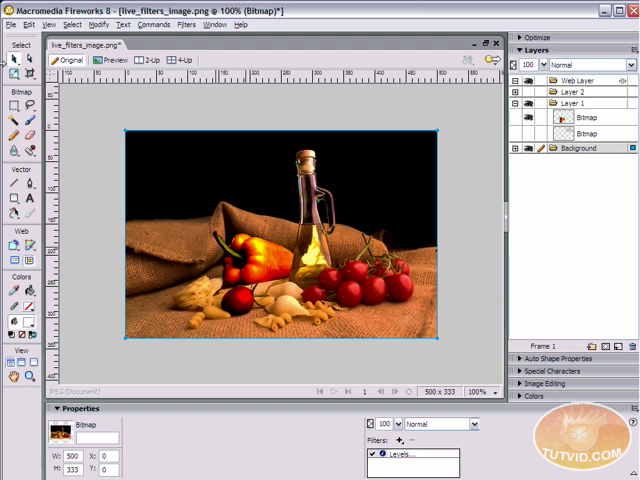 Macromedia Fireworks 8 - [live_filters_image.png @ 100% (Bitmap)*]
File Edit View Select Modify Text Commands Filters Window Help
Select
Bitmap
Vector
Web
Colors
View
live_filters_image.png*
Original Preview 2-Up 4-Up
JPEG (Document)
1
500 x 333
100%
Optimize
Layers
100 Normal
Web Layer
Layer 2
Layer 1
Bitmap
Bitmap
Background
Frame 1
Auto Shape Properties
Special Characters
Image Editing
Colors
Properties
Bitmap
W: 500 X: 0
H: 333 Y: 0
100 Normal
Filters:
Levels...
TUTVID.COM